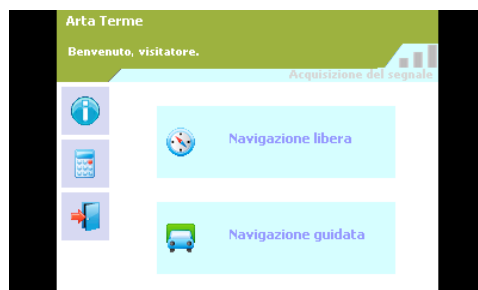 Arta Terme
Benvenuto, visitatore.
Acquisizione del segnale
Navigazione libera
Navigazione guidata